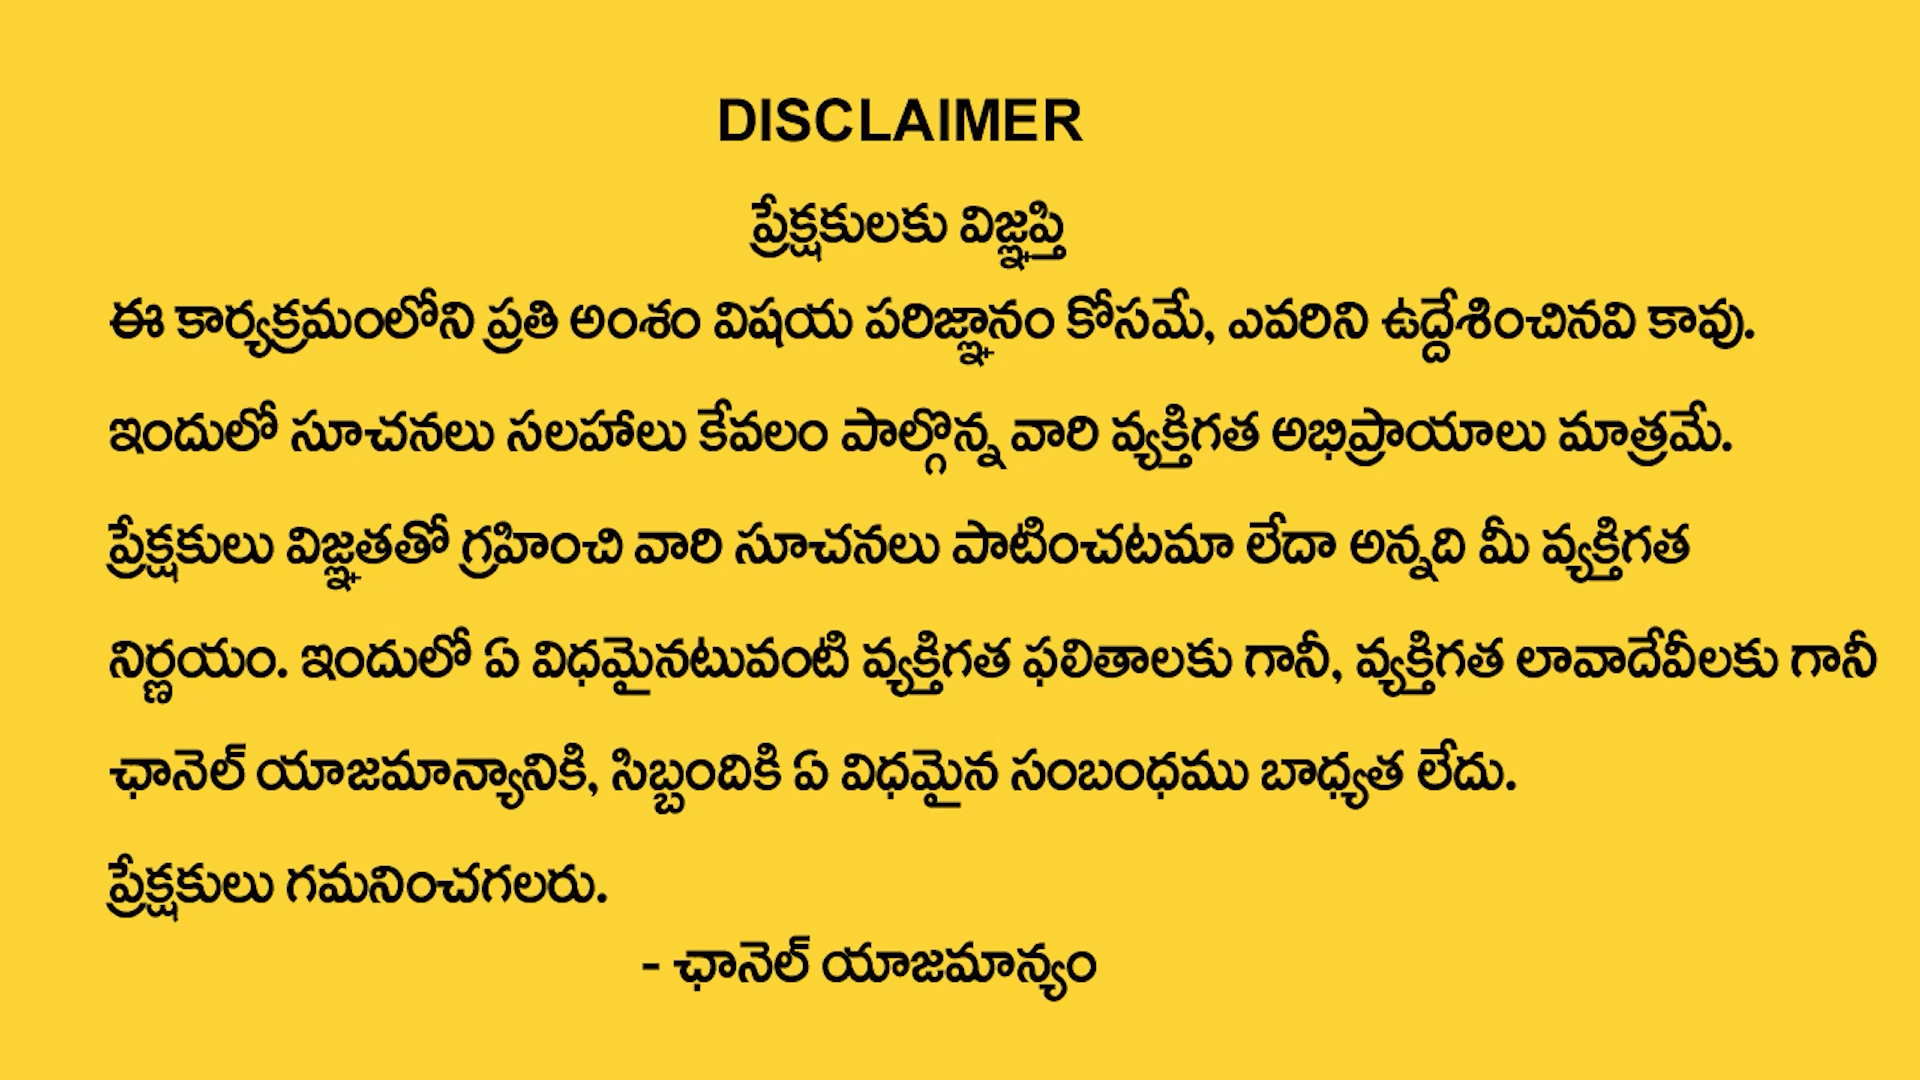 DISCLAIMER
ప్రేక్షకులకు విజ్ఞప్తి
ఈ కార్యక్రమంలోని ప్రతి అంశం విషయ పరిజ్ఞానం కోసమే, ఎవరిని ఉద్దేశించినవి కావు.
ఇందులో సూచనలు సలహాలు కేవలం పాల్గొన్న వారి వ్యక్తిగత అభిప్రాయాలు మాత్రమే.
ప్రేక్షకులు విజ్ఞతతో గ్రహించి వారి సూచనలు పాటించటమా లేదా అన్నది మీ వ్యక్తిగత
నిర్ణయం. ఇందులో ఏ విధమైనటువంటి వ్యక్తిగత ఫలితాలకు గానీ, వ్యక్తిగత లావాదేవీలకు గానీ
ఛానెల్ యాజమాన్యానికి, సిబ్బందికి ఏ విధమైన సంబంధము బాధ్యత లేదు.
ప్రేక్షకులు గమనించగలరు.
- ఛానెల్ యాజమాన్యం